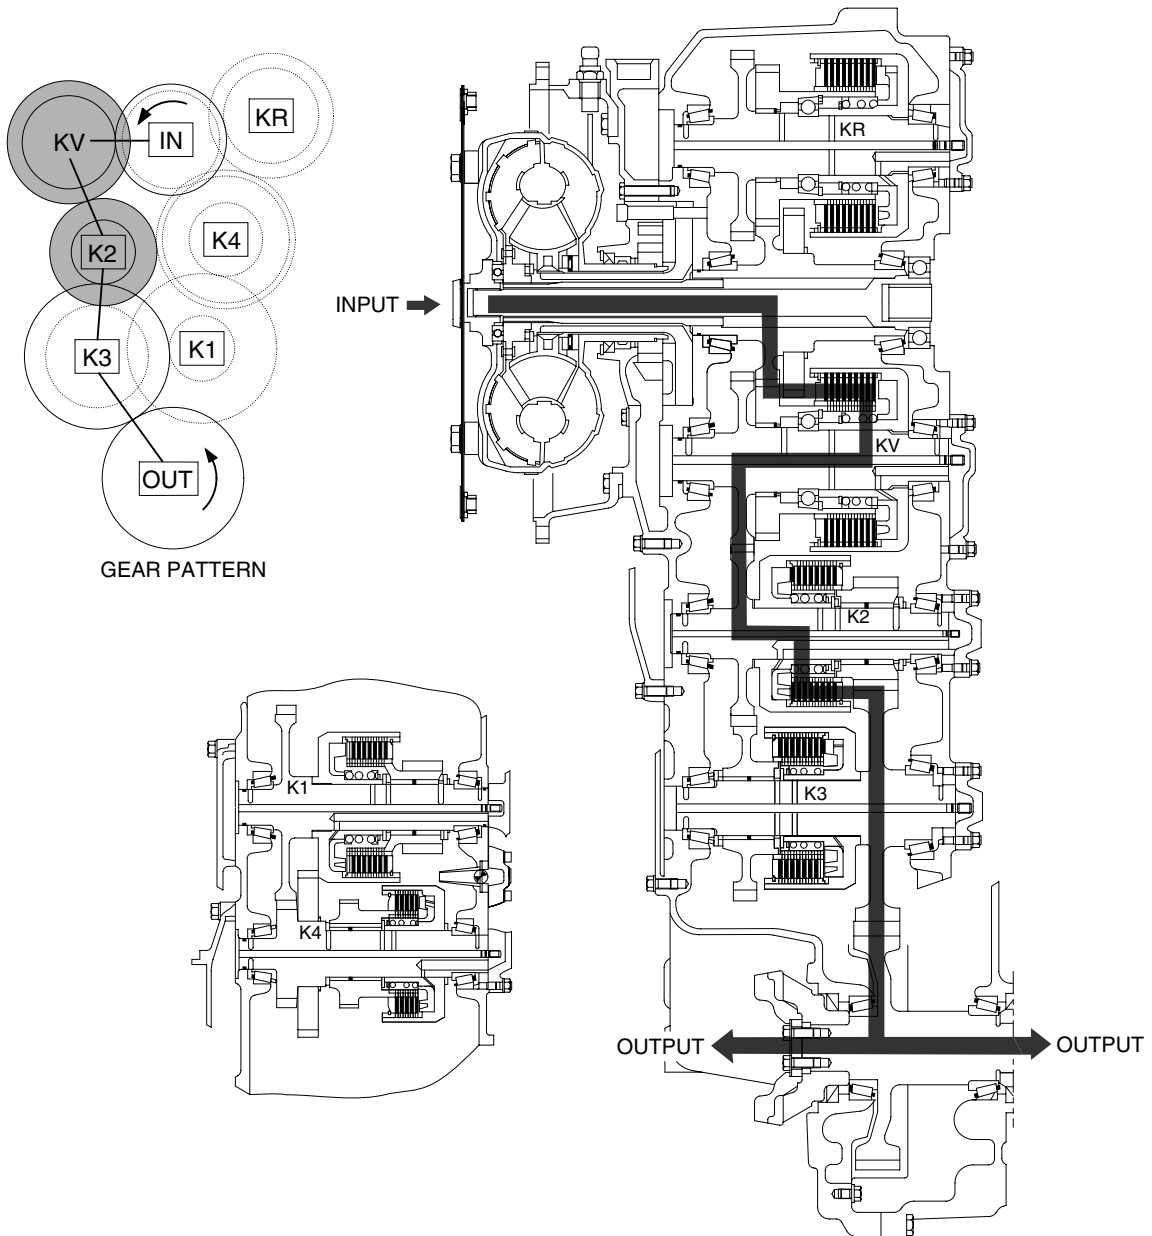 KV
IN
KR
K2
K4
K3
K1
OUT
GEAR PATTERN
KR
INPUT
KV
K2
K3
K1
K4
OUTPUT
OUTPUT